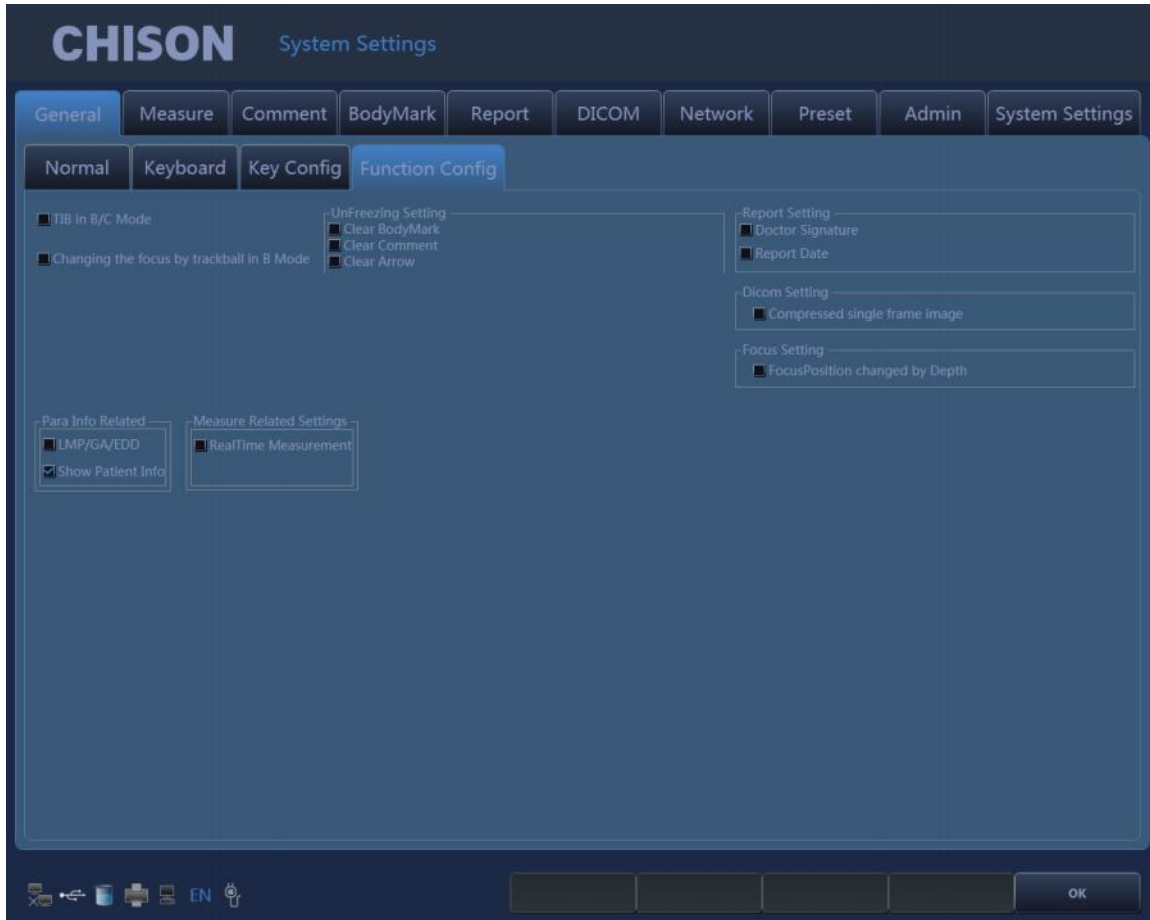 CHISON
System Settings
General
Measure
Comment
BodyMark
Report
DICOM
Network
Preset
Admin
System Settings
Normal
Keyboard
Key Config
Function Config
TIB in B/C Mode
Changing the focus by trackball in B Mode
UnFreezing Setting
Clear BodyMark
Clear Comment
Clear Arrow
Report Setting
Doctor Signature
Report Date
Dicom Setting
Compressed single frame image
Focus Setting
FocusPosition changed by Depth
Para Info Related
LMP/GA/EDD
Show Patient Info
Measure Related Settings
RealTime Measurement
EN
OK